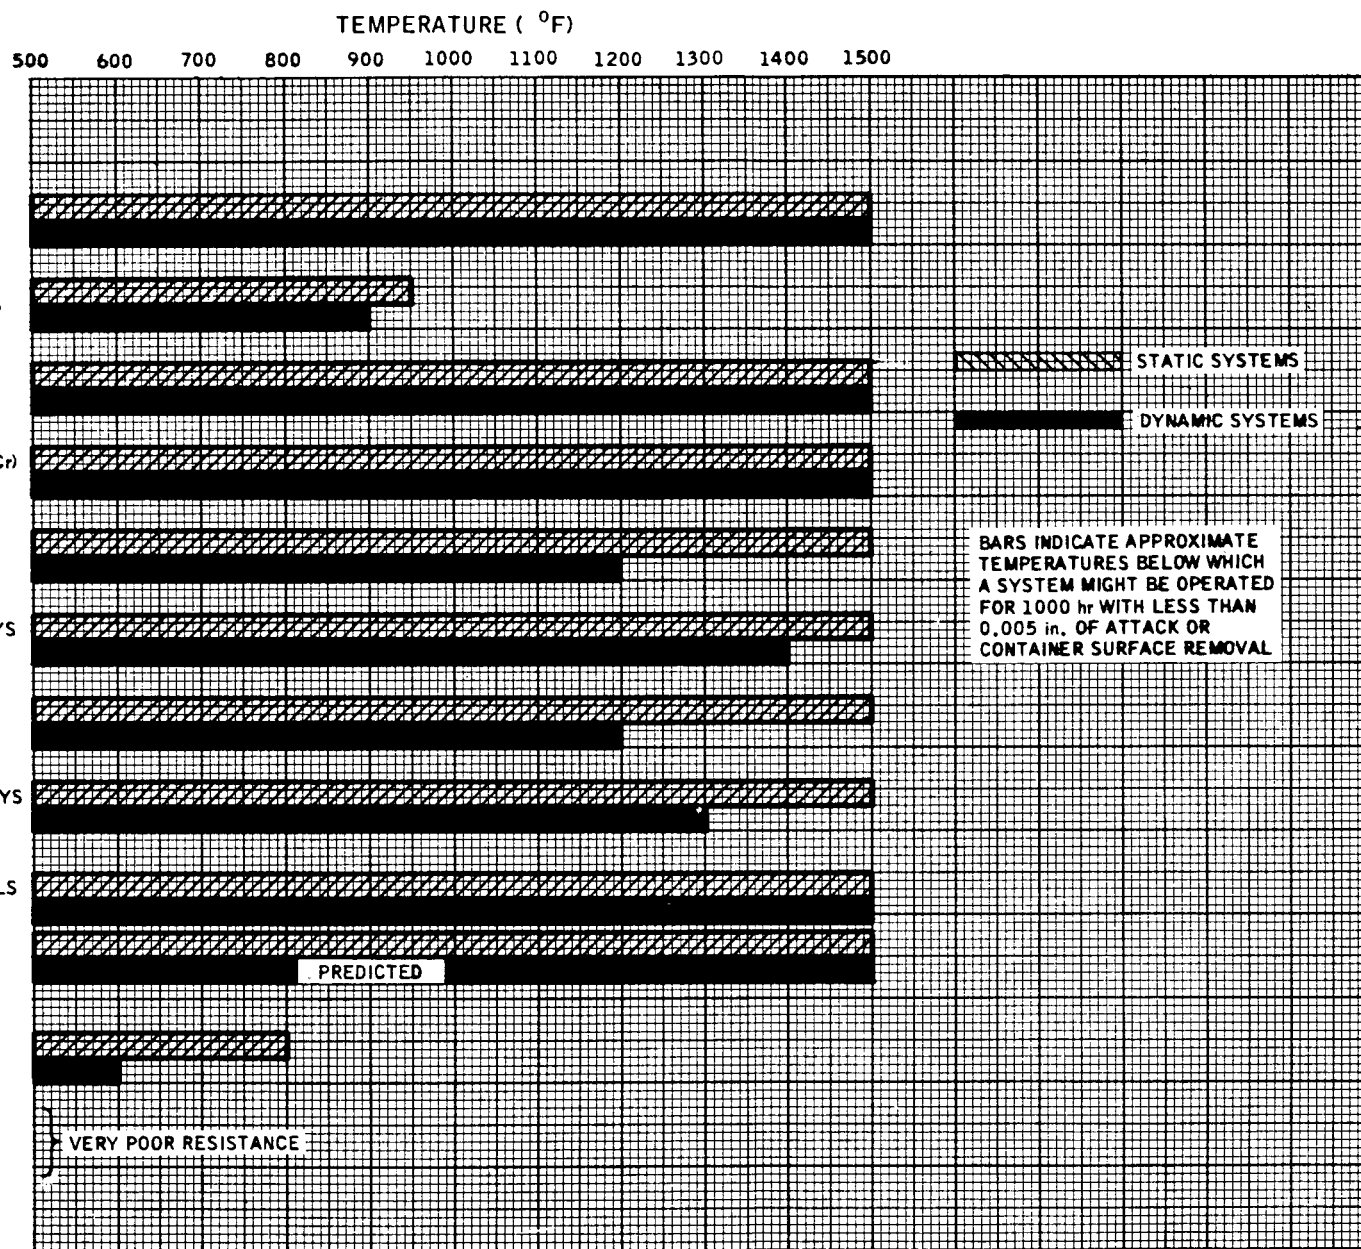 TEMPERATURE ( °F)
500 600 700 800 900 1000 1100 1200 1300 1400 1500
STATIC SYSTEMS
DYNAMIC SYSTEMS
Cr)
BARS INDICATE APPROXIMATE
TEMPERATURES BELOW WHICH
A SYSTEM MIGHT BE OPERATED
FOR 1000 hr WITH LESS THAN
0.005 in. OF ATTACK OR
CONTAINER SURFACE REMOVAL
YS
YS
LS
PREDICTED
VERY POOR RESISTANCE